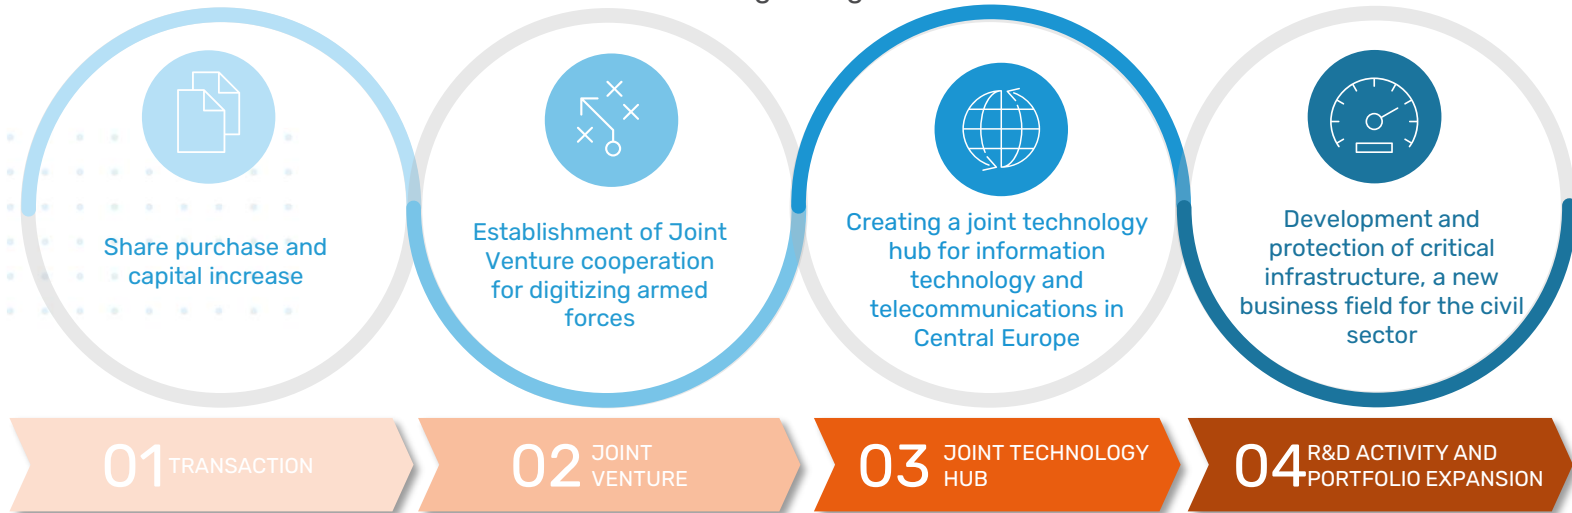 Share purchase and
capital increase
Establishment of Joint
Venture cooperation
for digitizing armed
forces
Creating a joint technology
hub for information
technology and
telecommunications in
Central Europe
Development and
protection of critical
infrastructure, a new
business field for the civil
sector
01 TRANSACTION
02 JOINT
VENTURE
03 JOINT TECHNOLOGY
HUB
04 R&D ACTIVITY AND
PORTFOLIO EXPANSION